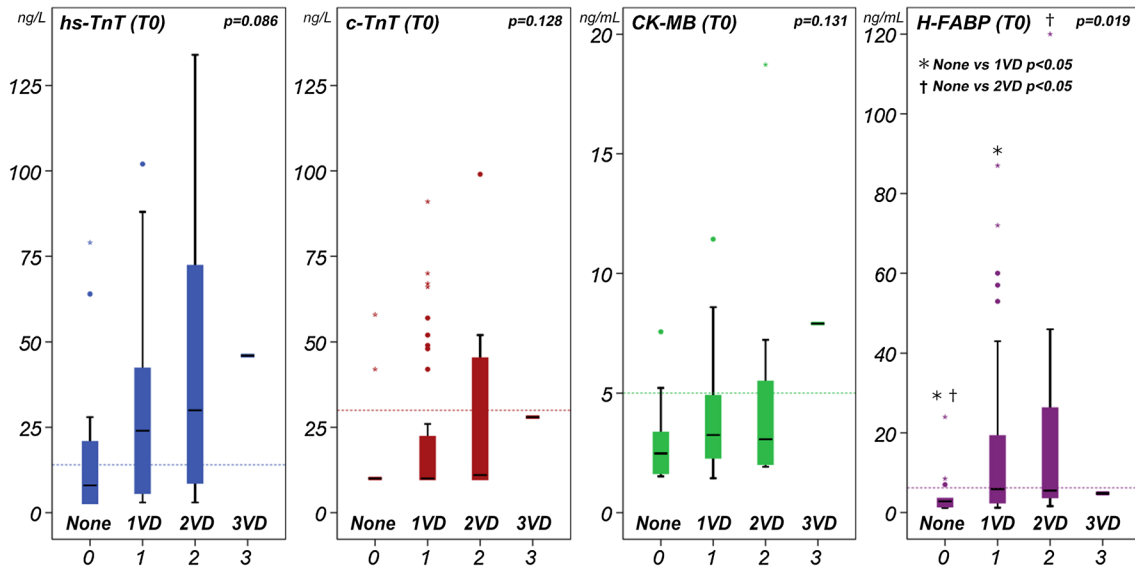 ng/L
hs-TnT (T0)
p=0.086
125
100
75
50
25
0
None 1VD 2VD 3VD
0 1 2 3
ng/L
c-TnT (T0)
p=0.128
125
100
75
50
25
0
None 1VD 2VD 3VD
0 1 2 3
ng/mL
CK-MB (T0)
p=0.131
20
15
10
5
0
None 1VD 2VD 3VD
0 1 2 3
ng/mL
H-FABP (T0)
†
p=0.019
* None vs 1VD p<0.05
† None vs 2VD p<0.05
120
100
80
60
40
20
0
*
* †
None 1VD 2VD 3VD
0 1 2 3